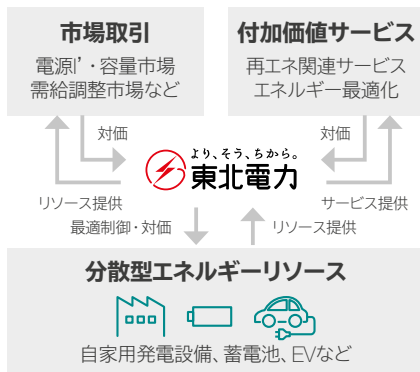 市場取引
電源I’・容量市場
需給調整市場など
付加価値サービス
再エネ関連サービス
エネルギー最適化
対価
対価
より、そう、ちから。
東北電力
リソース提供
サービス提供
最適制御・対価
リソース提供
分散型エネルギーリソース
自家用発電設備、蓄電池、EVなど